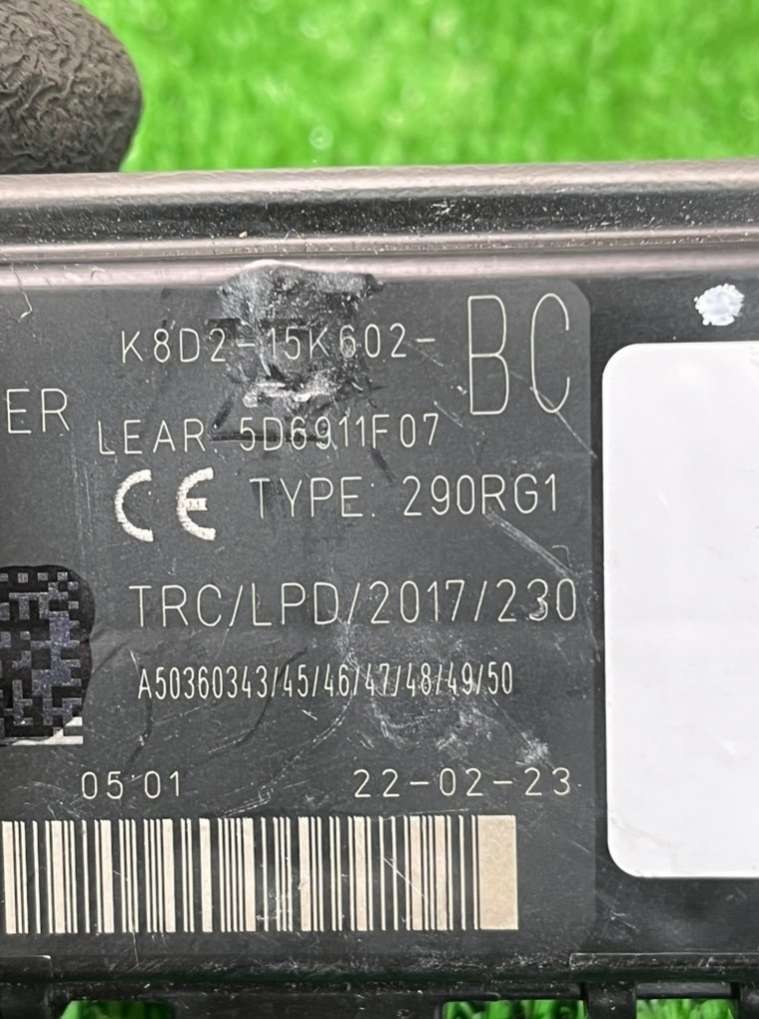 K8D2-15K602- BC
ER
LEAR 5D6911F07
CE TYPE: 290RG1
TRC/LPD/2017/230
A50360343/45/46/47/48/49/50
05:01 22-02-23